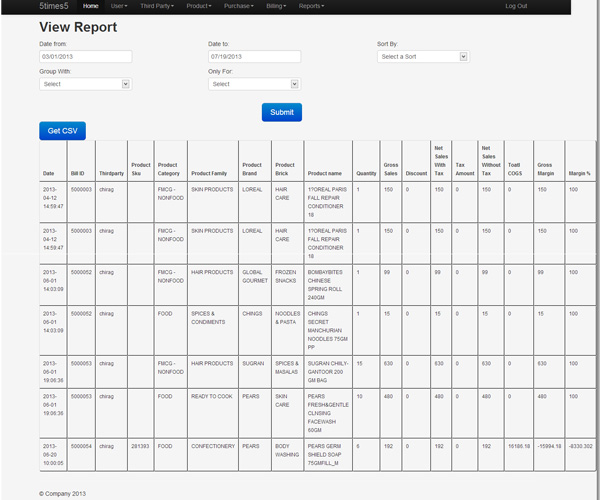 5times5 Home User Third Party Product Purchase Billing Reports Log Out
View Report
Date from: Date to: Sort By:
03/01/2013 07/19/2013 Select a Sort
Group With: Only For:
Select Select
Submit
Get CSV
Date Bill ID Thirdparty Product Sku Product Category Product Family Product Brand Product Brick Product name Quantity Gross Sales Discount Net Sales With Tax Tax Amount Net Sales Without Tax Toatl COGS Gross Margin Margin %
2013-04-12 14:59:47 5000003 chirag FMCG - NONFOOD SKIN PRODUCTS LOREAL HAIR CARE 1?OREAL PARIS FALL REPAIR CONDITIONER 18 1 150 0 150 0 150 0 150 100
2013-04-12 14:59:47 5000003 chirag FMCG - NONFOOD SKIN PRODUCTS LOREAL HAIR CARE 1?OREAL PARIS FALL REPAIR CONDITIONER 18 1 150 0 150 0 150 0 150 100
2013-06-01 14:03:09 5000052 chirag FMCG - NONFOOD HAIR PRODUCTS GLOBAL GOURMET FROZEN SNACKS BOMBAYBITES CHINESE SPRING ROLL 240GM 1 99 0 99 0 99 0 99 100
2013-06-01 14:03:09 5000052 chirag FOOD SPICES & CONDIMENTS CHINGS NOODLES & PASTA CHINGS SECRET MANCHURIAN NOODLES 75GM PP 1 15 0 15 0 15 0 15 100
2013-06-01 19:06:36 5000053 chirag FMCG - NONFOOD HAIR PRODUCTS SUGRAN SPICES & MASALAS SUGRAN CHIILY-GANTOOR 200 GM BAG 15 630 0 630 0 630 0 630 100
2013-06-01 19:06:36 5000053 chirag FOOD READY TO COOK PEARS SKIN CARE PEARS FRESH&GENTLE CLNSING FACEWASH 60GM 10 480 0 480 0 480 0 480 100
2013-06-20 10:00:05 5000054 chirag 281393 FOOD CONFECTIONERY PEARS BODY WASHING PEARS GERM SHIELD SOAP 75GMFILL_M 6 192 0 192 0 192 16186.18 -15994.18 -8330.302
© Company 2013